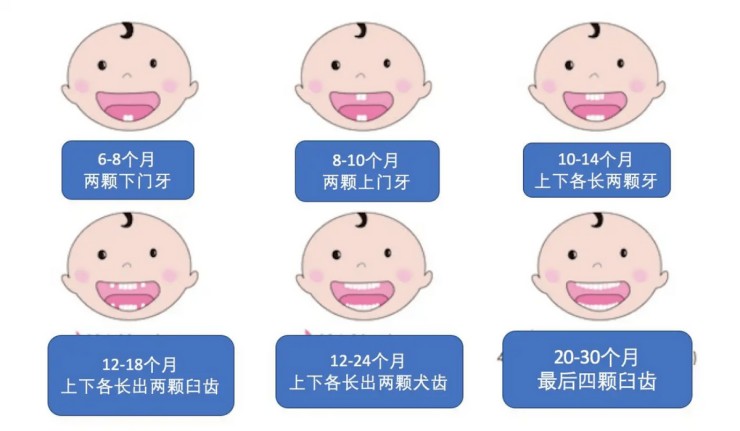 6-8个月
两颗下门牙
8-10个月
两颗上门牙
10-14个月
上下各长两颗牙
12-18个月
上下各长出两颗臼齿
12-24个月
上下各长出两颗犬齿
20-30个月
最后四颗臼齿